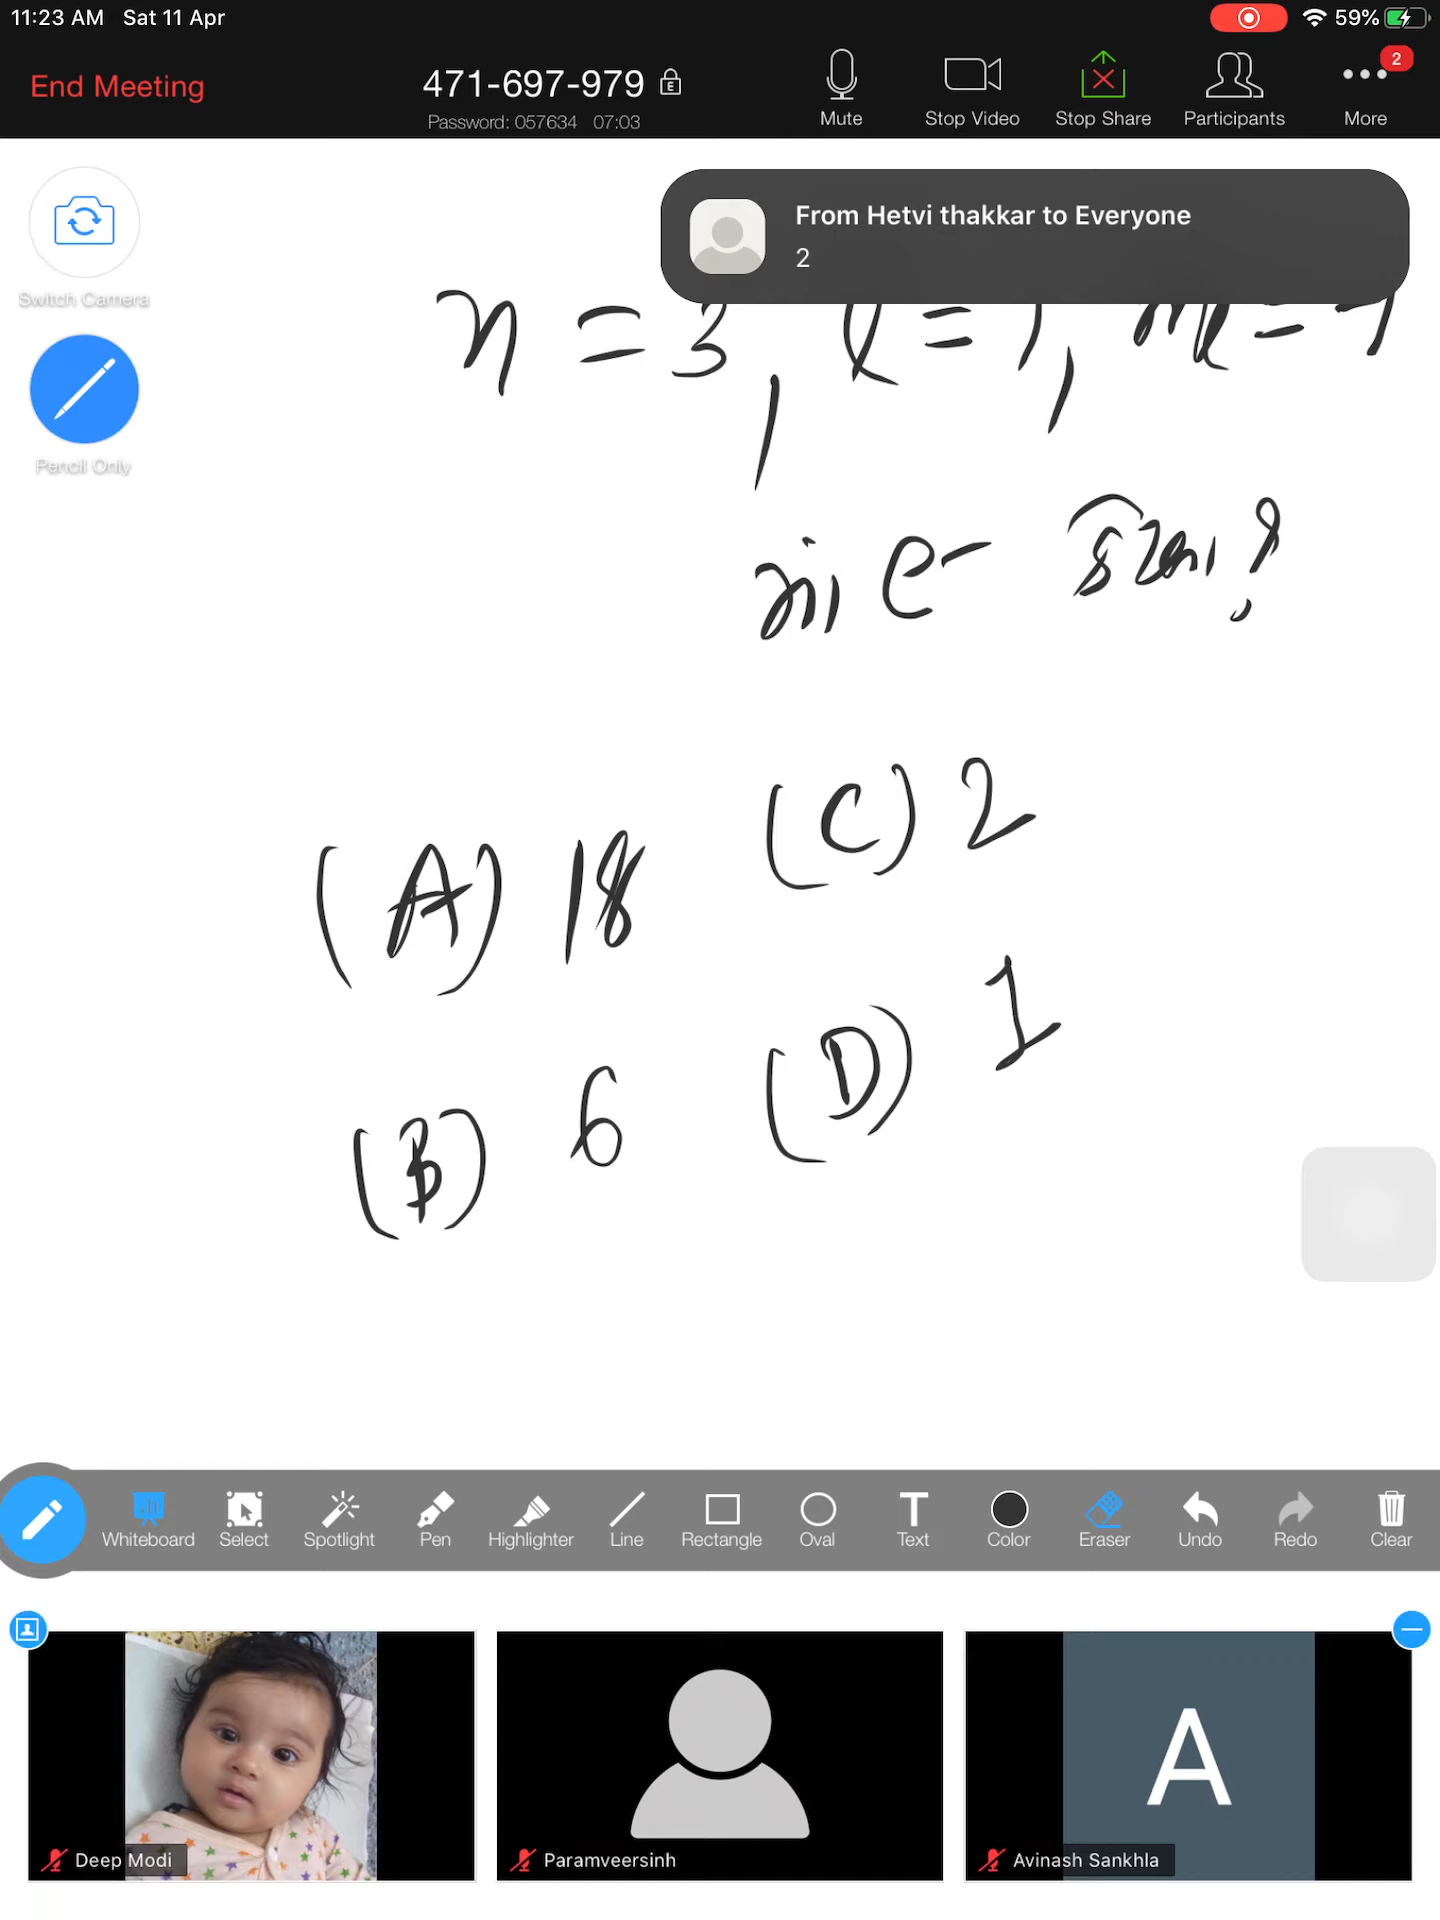 11:23 AM Sat 11 Apr
59%
End Meeting
471-697-979
Password: 057634 07:03
Mute
Stop Video
Stop Share
Participants
2
More
Switch Camera
Pencil Only
From Hetvi thakkar to Everyone
2
n = 3, l = 1, m = -1
e-
(A) 18
(C) 2
(B) 6
(D) 1
Whiteboard
Select
Spotlight
Pen
Highlighter
Line
Rectangle
Oval
T
Text
Color
Eraser
Undo
Redo
Clear
A
Deep Modi
Paramveersinh
Avinash Sankhla